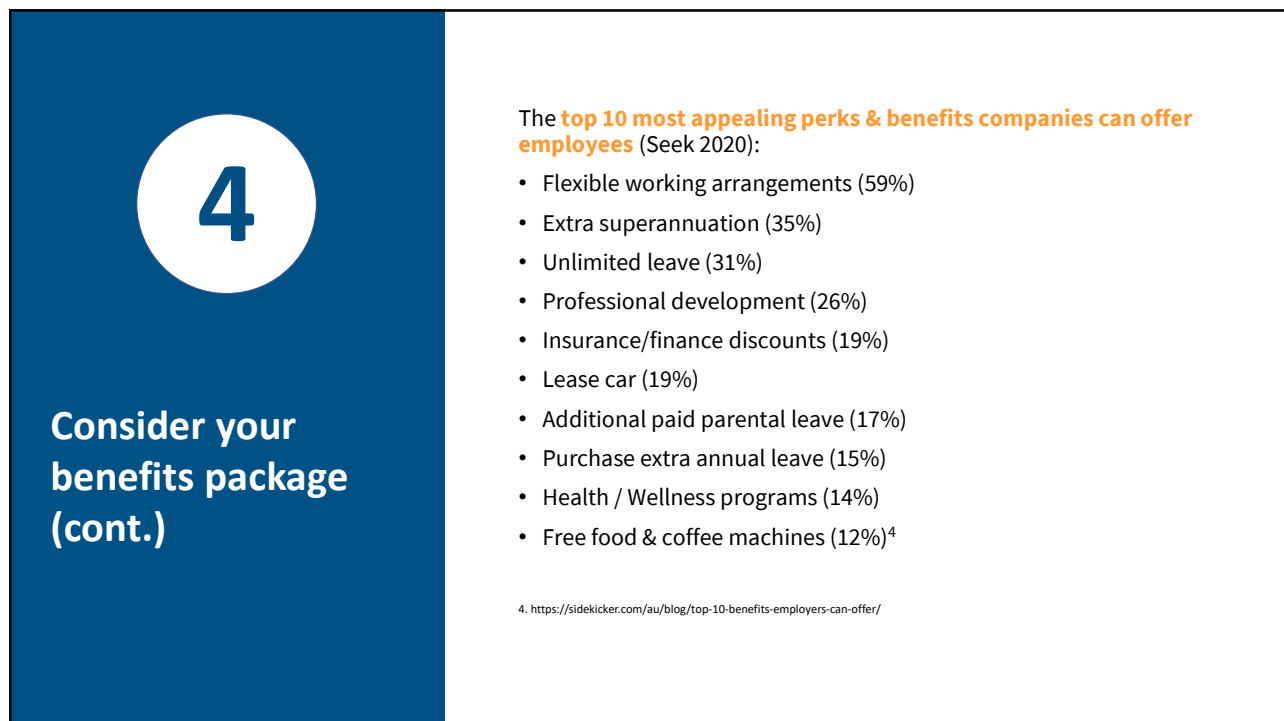 4
Consider your
benefits package
(cont.)
The top 10 most appealing perks & benefits companies can offer
employees (Seek 2020):
• Flexible working arrangements (59%)
• Extra superannuation (35%)
• Unlimited leave (31%)
• Professional development (26%)
• Insurance/finance discounts (19%)
• Lease car (19%)
• Additional paid parental leave (17%)
• Purchase extra annual leave (15%)
• Health / Wellness programs (14%)
• Free food & coffee machines (12%)⁴
4. https://sidekicker.com/au/blog/top-10-benefits-employers-can-offer/